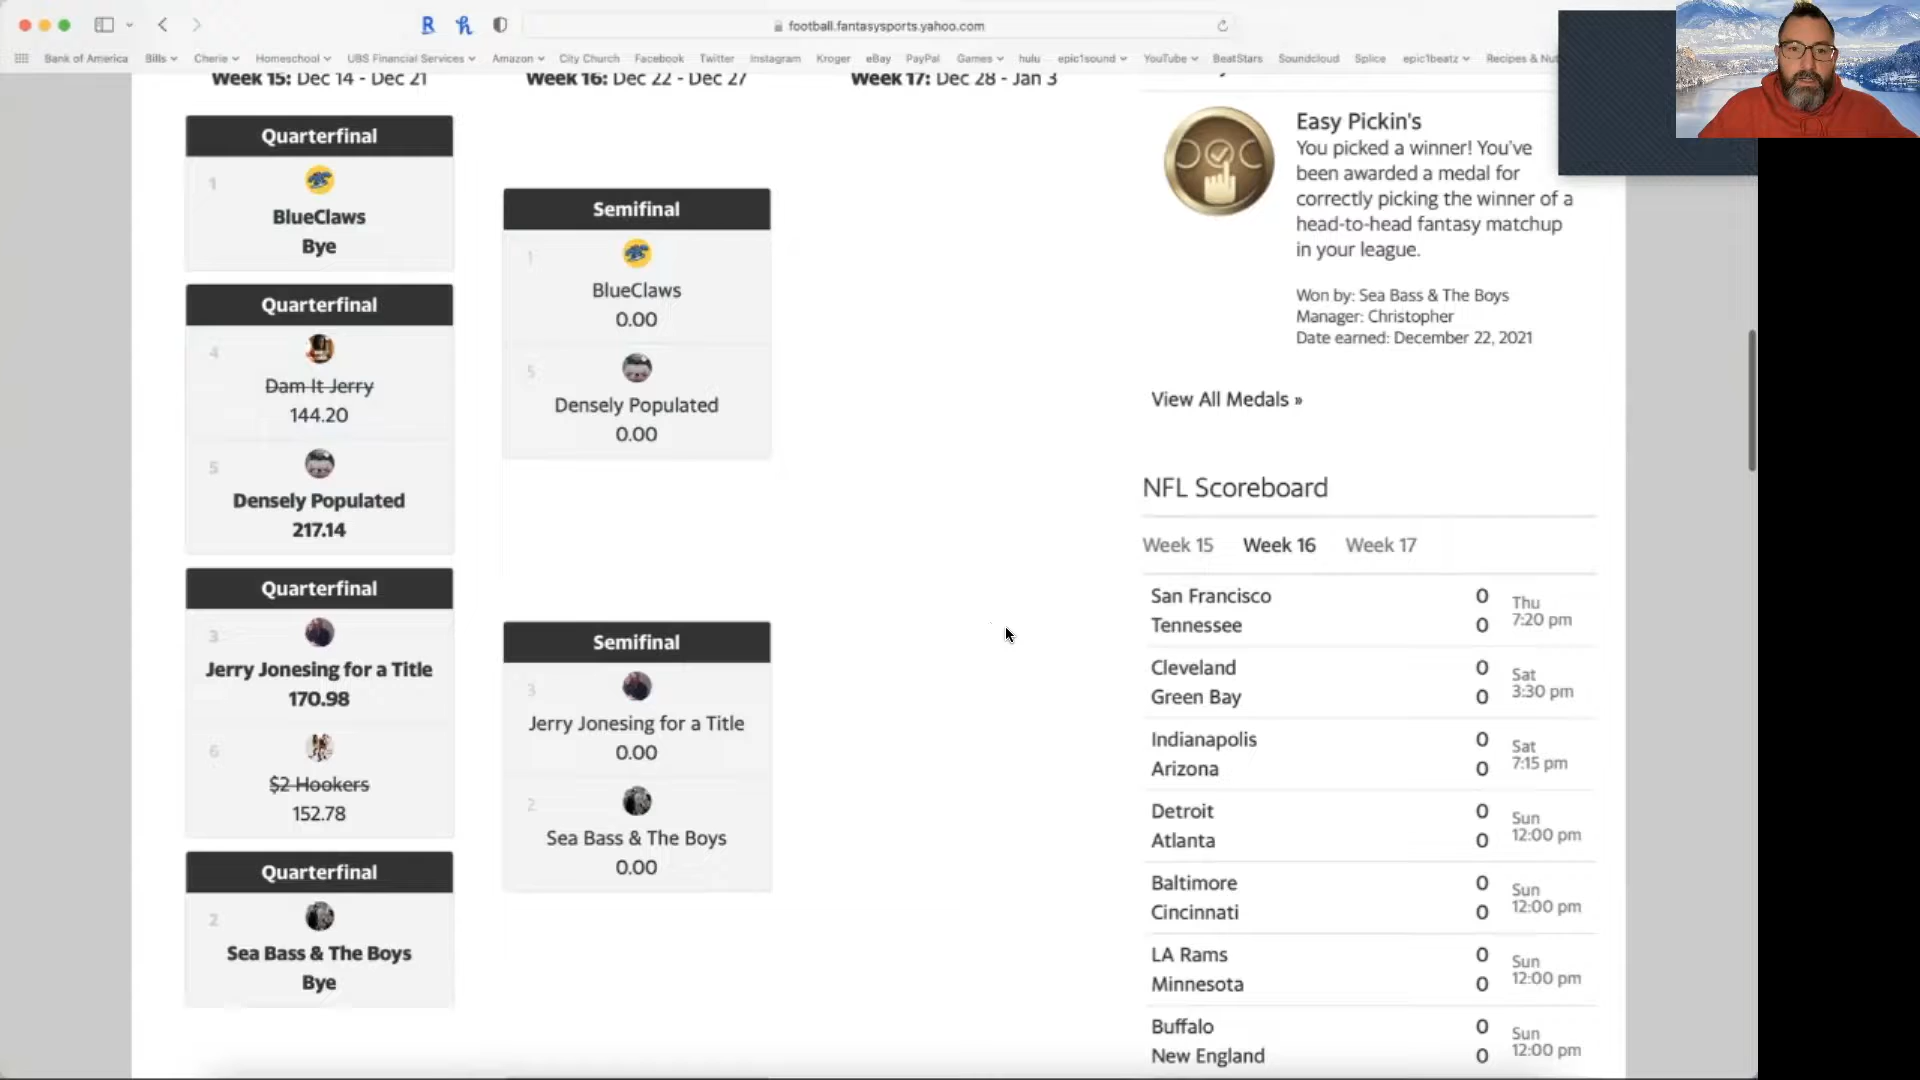 football.fantasysports.yahoo.com
Bank of America Bills Cherie Homeschool UBS Financial Services Amazon City Church Facebook Twitter Instagram Kroger eBay PayPal Games hulu epic1sound YouTube BeatStars Soundcloud Splice epic1beatz Recipes & Nut
Week 15: Dec 14 - Dec 21
Week 16: Dec 22 - Dec 27
Week 17: Dec 28 - Jan 3
Quarterfinal
1
BlueClaws
Bye
Quarterfinal
4
Dam It Jerry
144.20
5
Densely Populated
217.14
Quarterfinal
3
Jerry Jonesing for a Title
170.98
6
$2 Hookers
152.78
Quarterfinal
2
Sea Bass & The Boys
Bye
Semifinal
1
BlueClaws
0.00
5
Densely Populated
0.00
Semifinal
3
Jerry Jonesing for a Title
0.00
2
Sea Bass & The Boys
0.00
Easy Pickin's
You picked a winner! You've
been awarded a medal for
correctly picking the winner of a
head-to-head fantasy matchup
in your league.
Won by: Sea Bass & The Boys
Manager: Christopher
Date earned: December 22, 2021
View All Medals »
NFL Scoreboard
Week 15 Week 16 Week 17
San Francisco 0
Tennessee 0
Thu
7:20 pm
Cleveland 0
Green Bay 0
Sat
3:30 pm
Indianapolis 0
Arizona 0
Sat
7:15 pm
Detroit 0
Atlanta 0
Sun
12:00 pm
Baltimore 0
Cincinnati 0
Sun
12:00 pm
LA Rams 0
Minnesota 0
Sun
12:00 pm
Buffalo 0
New England 0
Sun
12:00 pm